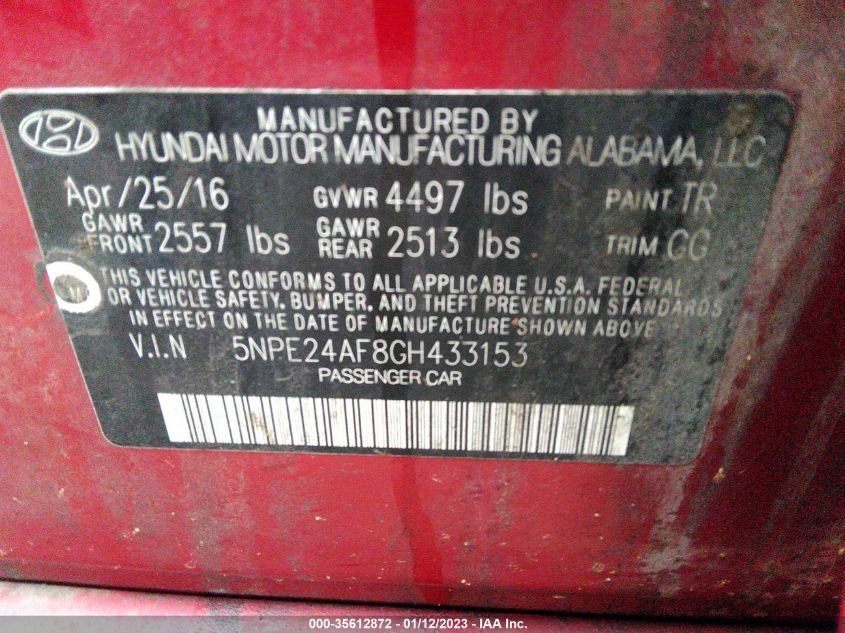 MANUFACTURED BY
HYUNDAI MOTOR MANUFACTURING ALABAMA, LLC
Apr/25/16 GVWR 4497 lbs PAINT TR
GAWR FRONT 2557 lbs GAWR REAR 2513 lbs TRIM GG
THIS VEHICLE CONFORMS TO ALL APPLICABLE U.S.A. FEDERAL
OR VEHICLE SAFETY, BUMPER, AND THEFT PREVENTION STANDARDS
IN EFFECT ON THE DATE OF MANUFACTURE SHOWN ABOVE
V.I.N 5NPE24AF8GH433153
PASSENGER CAR
000-35612872 - 01/12/2023 - IAA Inc.